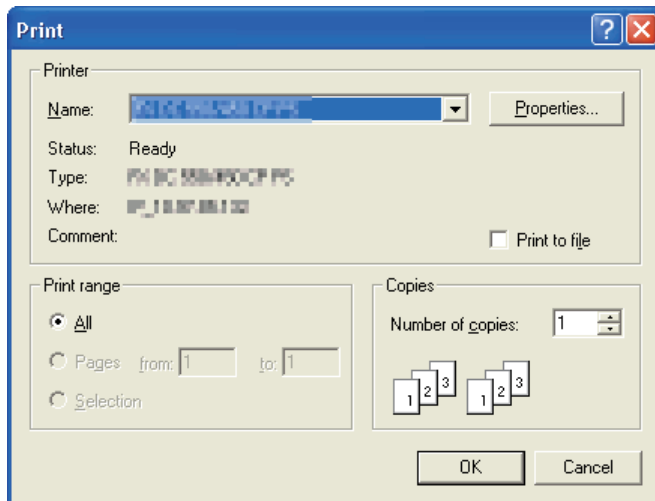 Print
Printer
Name:
Properties...
Status: Ready
Type:
Where:
Comment:
Print to file
Print range
All
Pages from: 1 to: 1
Selection
Copies
Number of copies: 1
1 2 3 1 2 3
OK Cancel